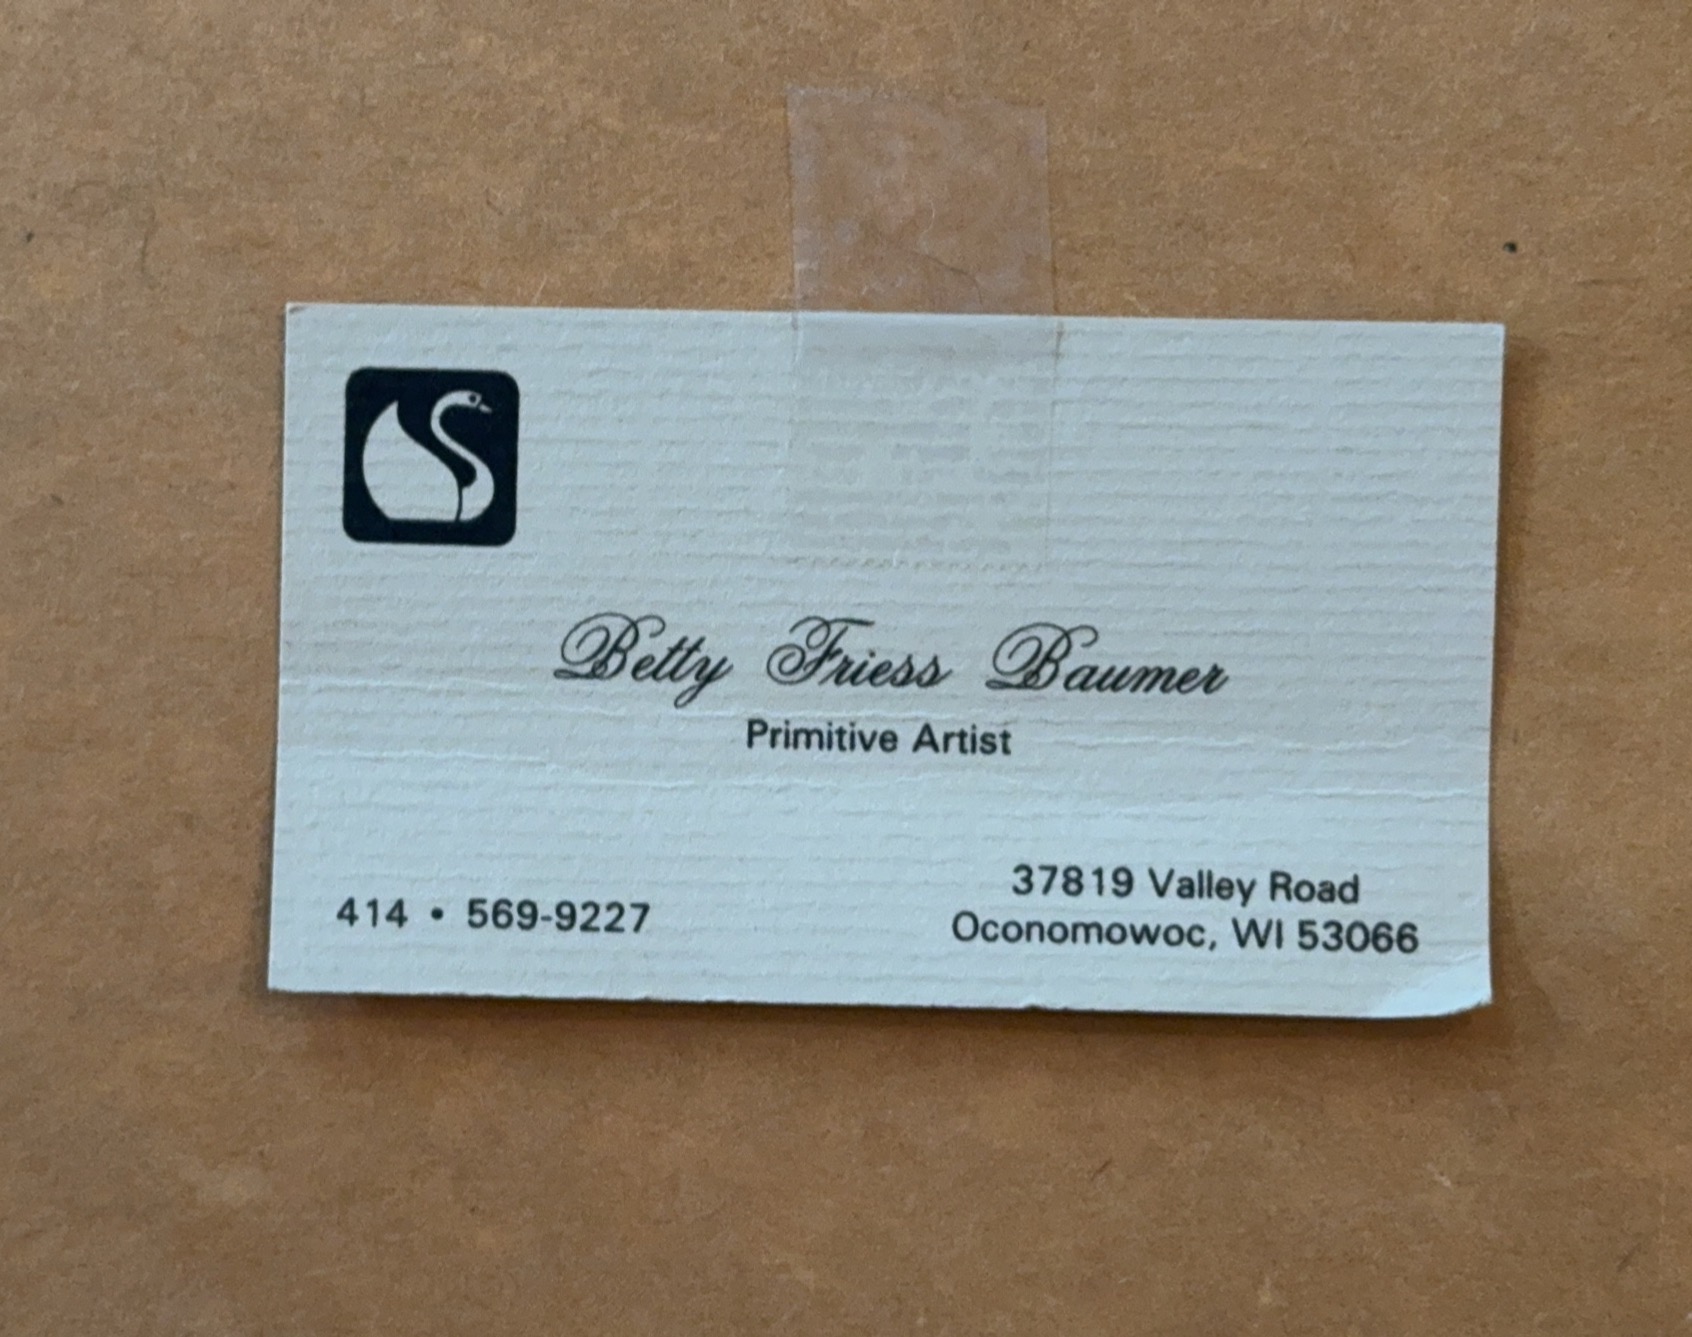 Betty Friess Baumer
Primitive Artist
414 • 569-9227
37819 Valley Road
Oconomowoc, WI 53066